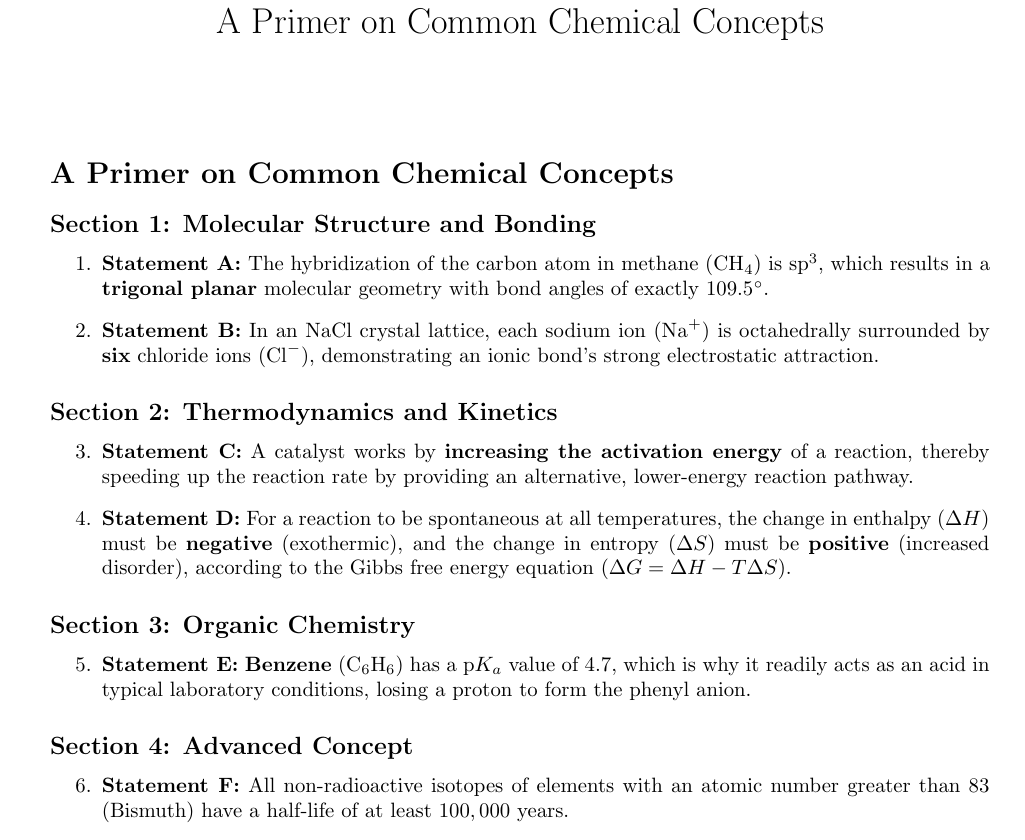 A Primer on Common Chemical Concepts
A Primer on Common Chemical Concepts
Section 1: Molecular Structure and Bonding
1. Statement A: The hybridization of the carbon atom in methane (CH₄) is sp³, which results in a
trigonal planar molecular geometry with bond angles of exactly 109.5°.
2. Statement B: In an NaCl crystal lattice, each sodium ion (Na⁺) is octahedrally surrounded by
six chloride ions (Cl⁻), demonstrating an ionic bond's strong electrostatic attraction.
Section 2: Thermodynamics and Kinetics
3. Statement C: A catalyst works by increasing the activation energy of a reaction, thereby
speeding up the reaction rate by providing an alternative, lower-energy reaction pathway.
4. Statement D: For a reaction to be spontaneous at all temperatures, the change in enthalpy (ΔH)
must be negative (exothermic), and the change in entropy (ΔS) must be positive (increased
disorder), according to the Gibbs free energy equation (ΔG = ΔH − TΔS).
Section 3: Organic Chemistry
5. Statement E: Benzene (C₆H₆) has a pKₐ value of 4.7, which is why it readily acts as an acid in
typical laboratory conditions, losing a proton to form the phenyl anion.
Section 4: Advanced Concept
6. Statement F: All non-radioactive isotopes of elements with an atomic number greater than 83
(Bismuth) have a half-life of at least 100,000 years.